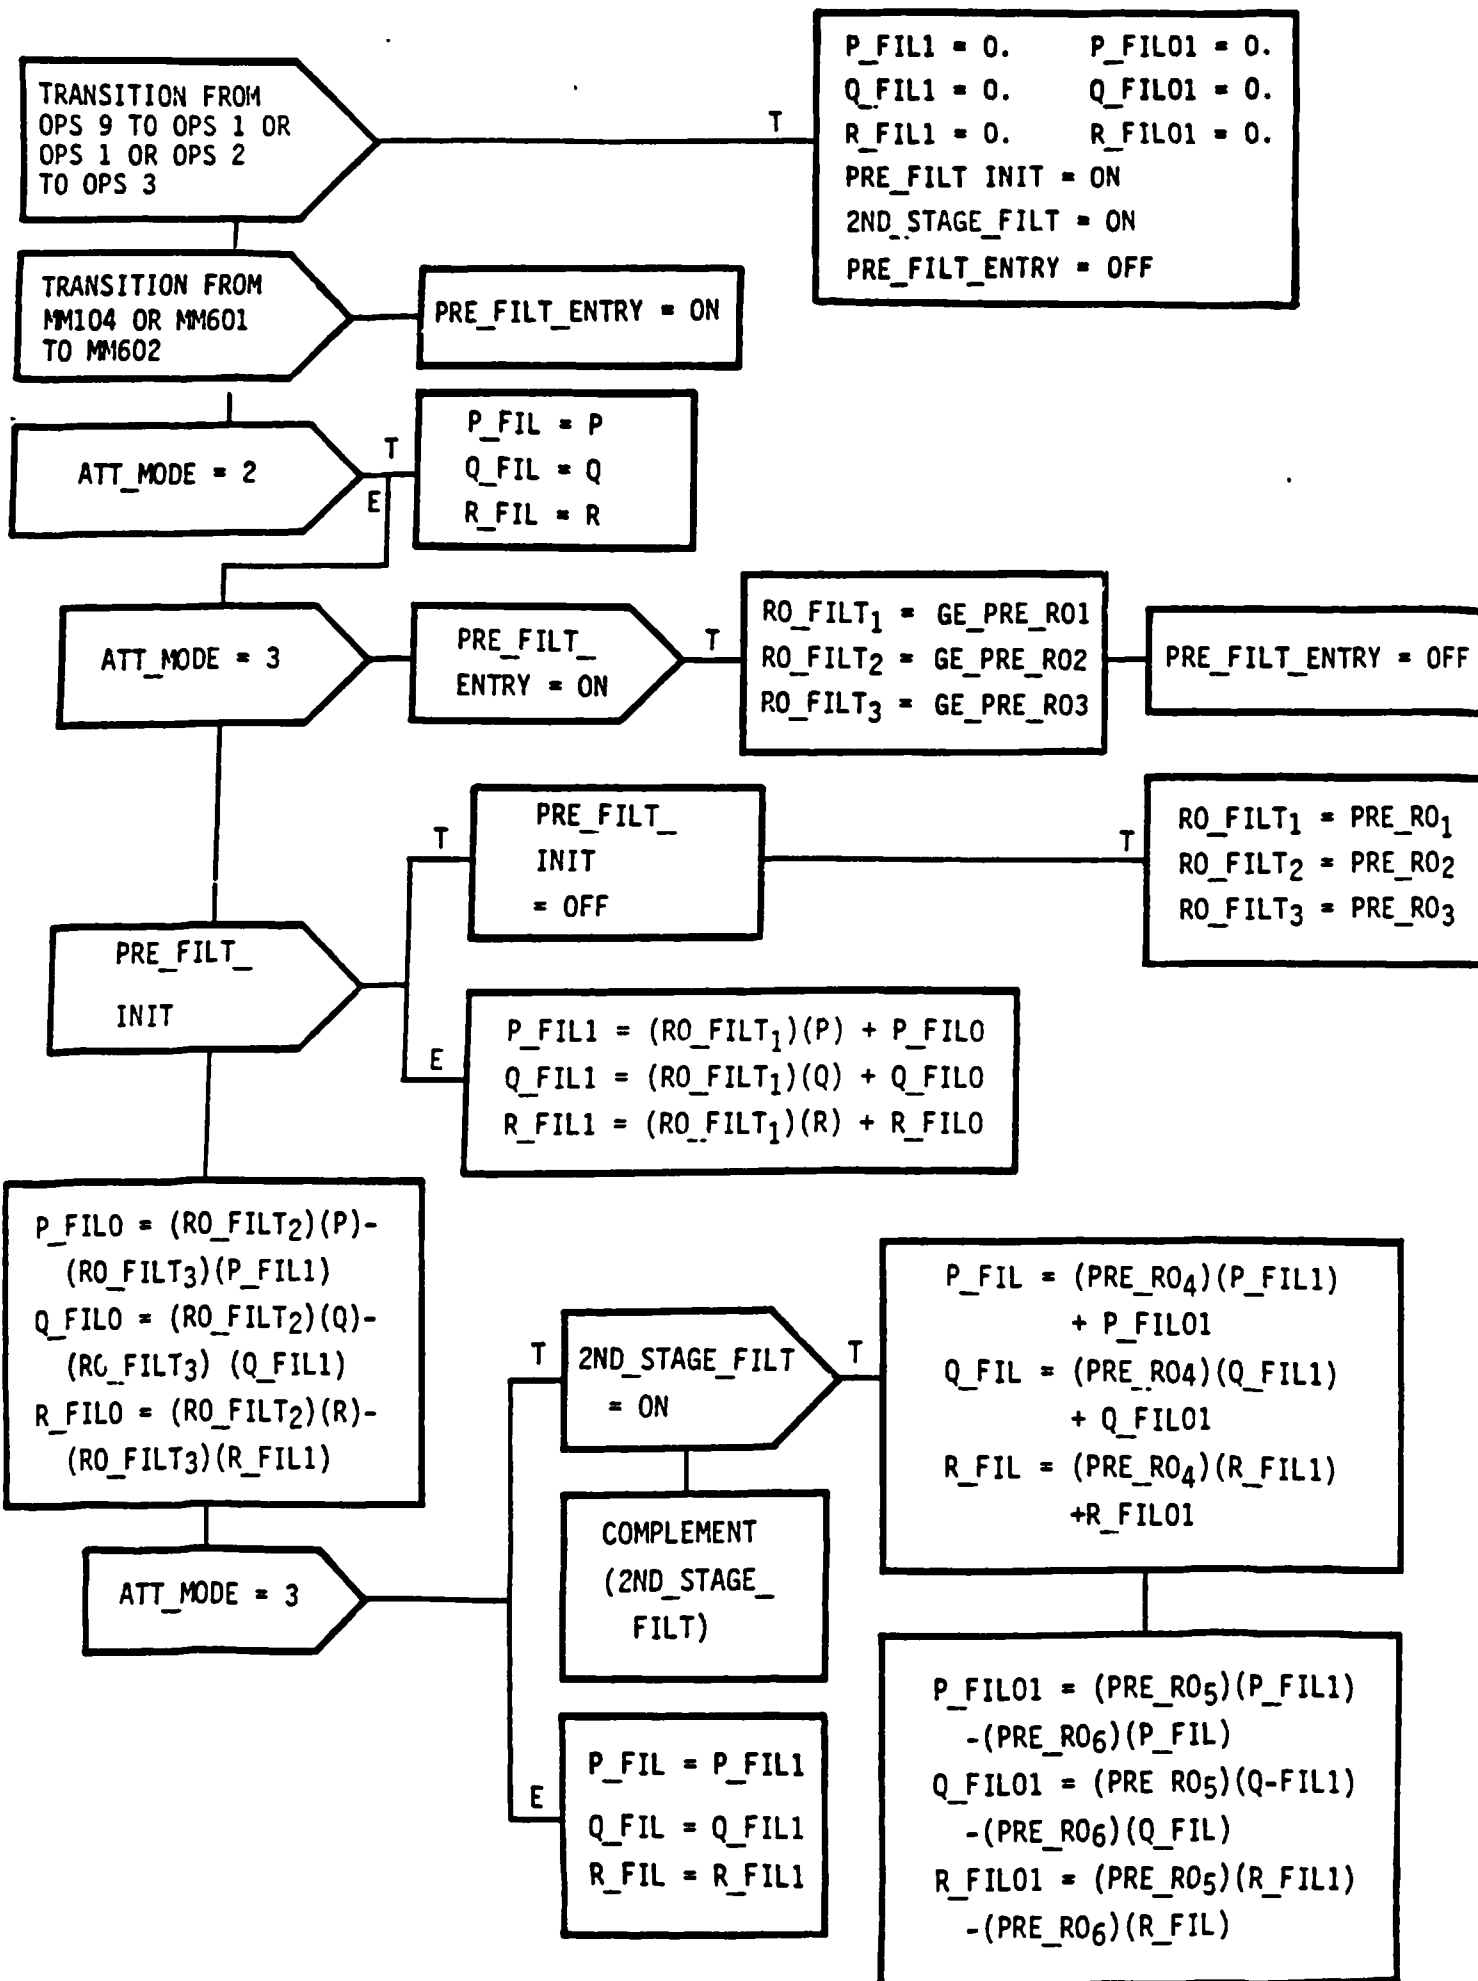 TRANSITION FROM
OPS 9 TO OPS 1 OR
OPS 1 OR OPS 2
TO OPS 3
T
P_FIL1 = 0. P_FIL01 = 0.
Q_FIL1 = 0. Q_FIL01 = 0.
R_FIL1 = 0. R_FIL01 = 0.
PRE_FILT INIT = ON
2ND_STAGE_FILT = ON
PRE_FILT_ENTRY = OFF
TRANSITION FROM
MM104 OR MM601
TO MM602
PRE_FILT_ENTRY = ON
ATT_MODE = 2
T
E
P_FIL = P
Q_FIL = Q
R_FIL = R
ATT_MODE = 3
PRE_FILT_
ENTRY = ON
T
RO_FILT1 = GE_PRE_RO1
RO_FILT2 = GE_PRE_RO2
RO_FILT3 = GE_PRE_RO3
PRE_FILT_ENTRY = OFF
PRE_FILT_
INIT
T
PRE_FILT_
INIT
= OFF
T
RO_FILT1 = PRE_RO1
RO_FILT2 = PRE_RO2
RO_FILT3 = PRE_RO3
E
P_FIL1 = (RO_FILT1)(P) + P_FIL0
Q_FIL1 = (RO_FILT1)(Q) + Q_FIL0
R_FIL1 = (RO_FILT1)(R) + R_FIL0
P_FIL0 = (RO_FILT2)(P)-
(RO_FILT3)(P_FIL1)
Q_FIL0 = (RO_FILT2)(Q)-
(RO_FILT3) (Q_FIL1)
R_FIL0 = (RO_FILT2)(R)-
(RO_FILT3)(R_FIL1)
ATT_MODE = 3
T
2ND_STAGE_FILT
= ON
T
P_FIL = (PRE_RO4)(P_FIL1)
+ P_FIL01
Q_FIL = (PRE_RO4)(Q_FIL1)
+ Q_FIL01
R_FIL = (PRE_RO4)(R_FIL1)
+R_FIL01
COMPLEMENT
(2ND_STAGE_
FILT)
E
P_FIL = P_FIL1
Q_FIL = Q_FIL1
R_FIL = R_FIL1
P_FIL01 = (PRE_RO5)(P_FIL1)
-(PRE_RO6)(P_FIL)
Q_FIL01 = (PRE RO5)(Q-FIL1)
-(PRE_RO6)(Q_FIL)
R_FIL01 = (PRE_RO5)(R_FIL1)
-(PRE_RO6)(R_FIL)